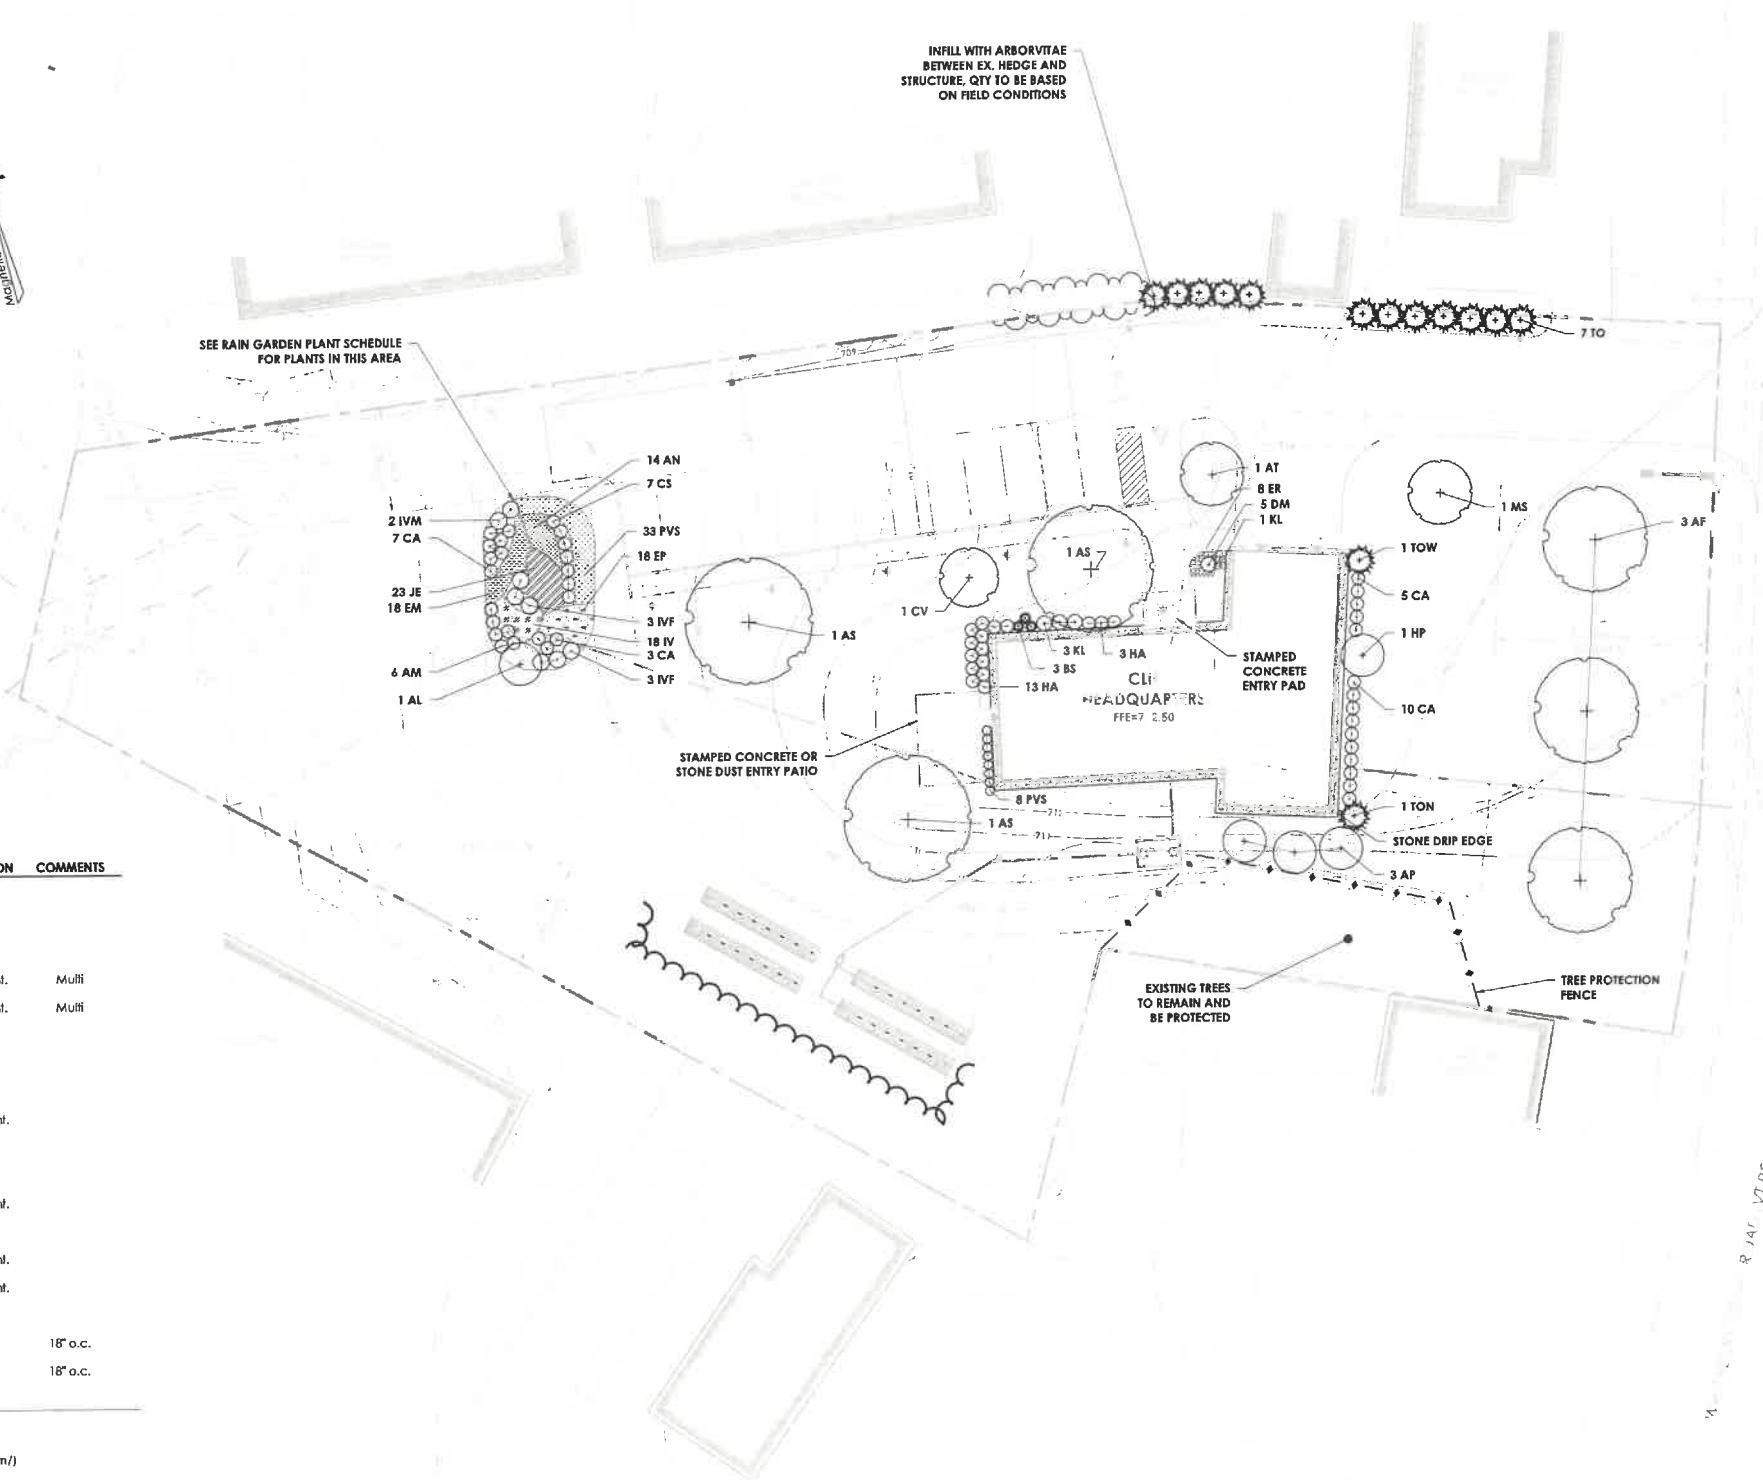 INFILL WITH ARBORVITAE
BETWEEN EX. HEDGE AND
STRUCTURE, QTY TO BE BASED
ON FIELD CONDITIONS
7 TO
SEE RAIN GARDEN PLANT SCHEDULE
FOR PLANTS IN THIS AREA
709
14 AN
7 CS
2 IVM
7 CA
33 PVS
18 EP
23 JE
18 EM
3 IVF
18 IV
3 CA
3 IVF
6 AM
1 AL
1 AS
1 AT
8 ER
5 DM
1 KL
1 AS
1 CV
1 MS
3 AF
1 TOW
5 CA
1 HP
10 CA
3 KL
3 HA
3 BS
13 HA
STAMPED
CONCRETE
ENTRY PAD
HEADQUARTERS
STAMPED CONCRETE OR
STONE DUST ENTRY PATIO
8 PVS
1 AS
711
1 TON
STONE DRIP EDGE
3 AP
ON COMMENTS
Multi
Multi
EXISTING TREES
TO REMAIN AND
BE PROTECTED
TREE PROTECTION
FENCE
18" o.c.
18" o.c.